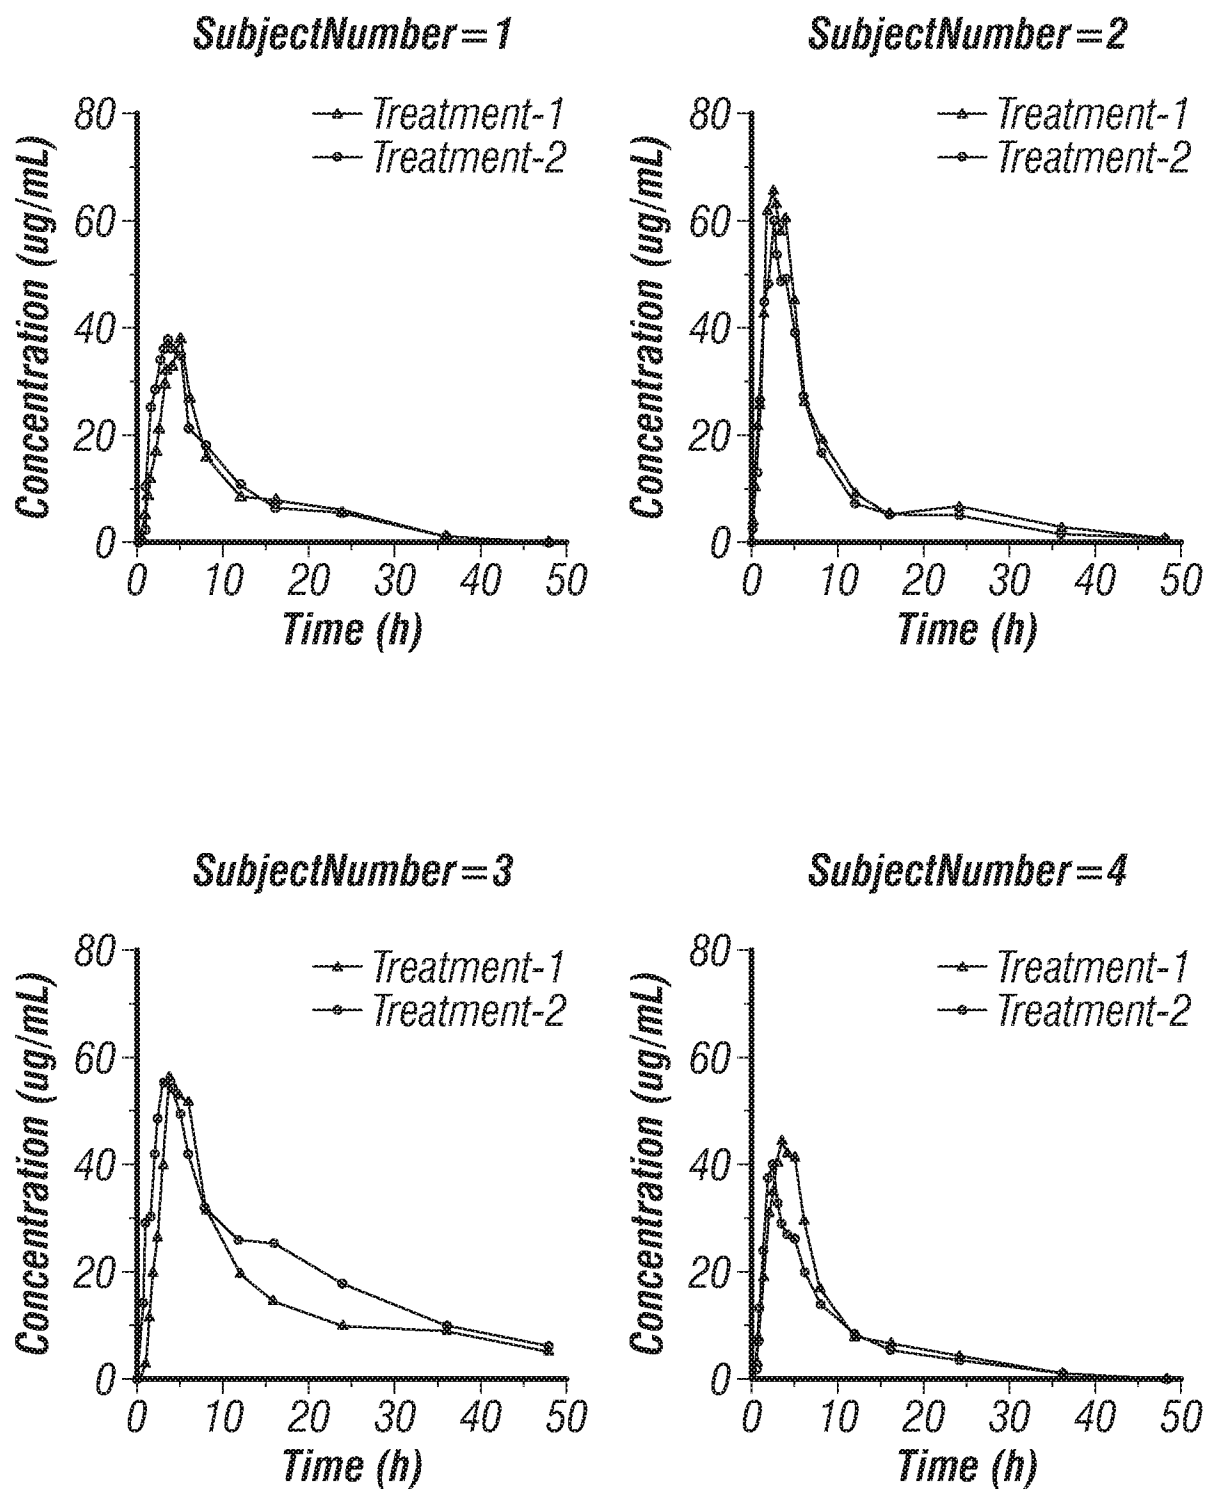 SubjectNumber=1
80
60
40
20
0
Concentration (ug/mL)
Treatment-1
Treatment-2
0 10 20 30 40 50
Time (h)
SubjectNumber=2
80
60
40
20
0
Concentration (ug/mL)
Treatment-1
Treatment-2
0 10 20 30 40 50
Time (h)
SubjectNumber=3
80
60
40
20
0
Concentration (ug/mL)
Treatment-1
Treatment-2
0 10 20 30 40 50
Time (h)
SubjectNumber=4
80
60
40
20
0
Concentration (ug/mL)
Treatment-1
Treatment-2
0 10 20 30 40 50
Time (h)